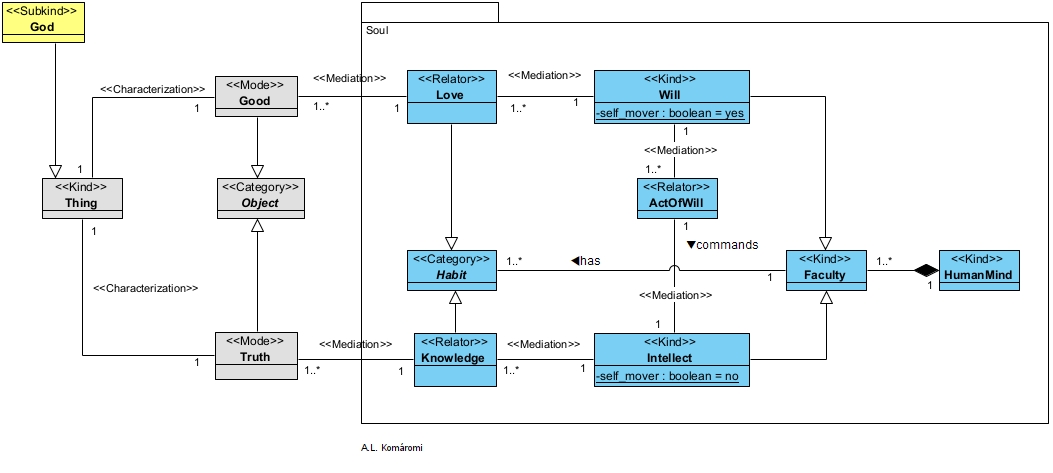 <<Subkind>>
God
Soul
<<Mode>>
Good
<<Characterization>>
1
1
<<Mediation>>
1..*
1
<<Relator>>
Love
<<Mediation>>
1..*
1
<<Kind>>
Will
-self_mover : boolean = yes
1
<<Mediation>>
1..*
<<Kind>>
Thing
1
<<Category>>
Object
<<Relator>>
ActOfWill
1
▼commands
<<Category>>
Habit
1..*
◀has
1
<<Kind>>
Faculty
1..*
1
<<Kind>>
HumanMind
<<Characterization>>
1
<<Mediation>>
1
<<Mode>>
Truth
<<Mediation>>
1..*
1
<<Relator>>
Knowledge
<<Mediation>>
1..*
1
<<Kind>>
Intellect
-self_mover : boolean = no
A.L. Komáromi